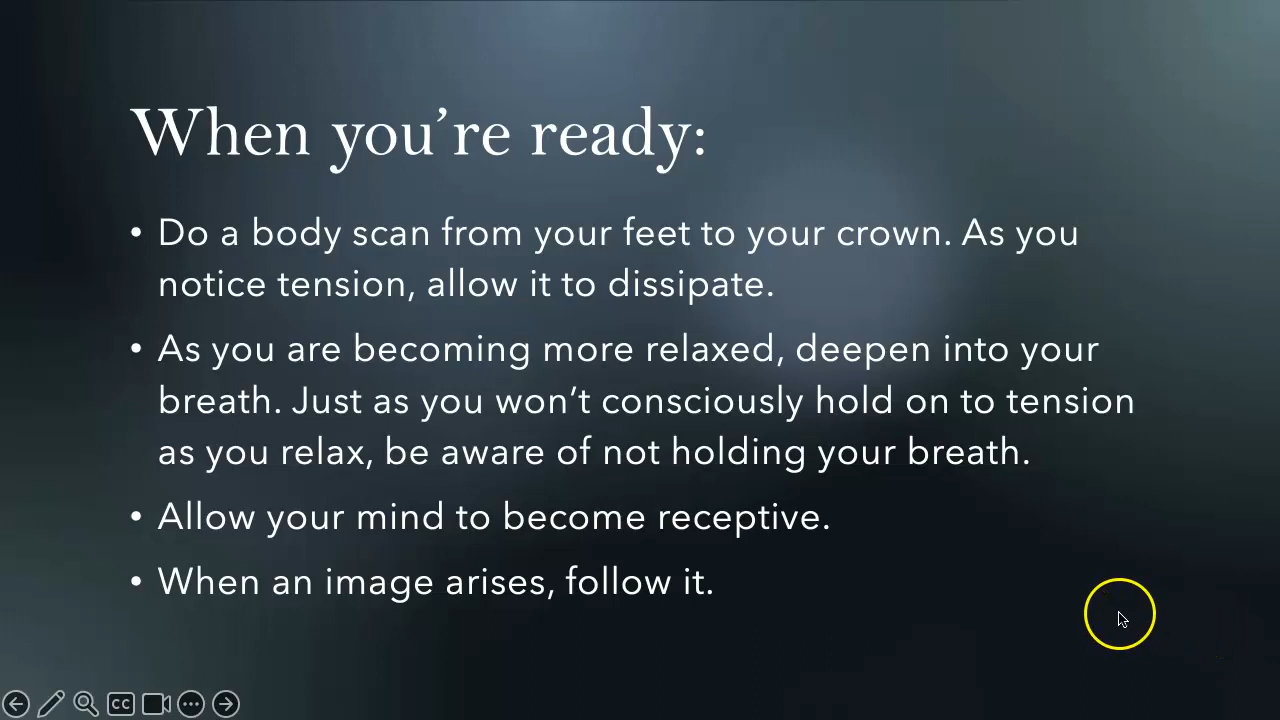 When you’re ready:
• Do a body scan from your feet to your crown. As you
notice tension, allow it to dissipate.
• As you are becoming more relaxed, deepen into your
breath. Just as you won’t consciously hold on to tension
as you relax, be aware of not holding your breath.
• Allow your mind to become receptive.
• When an image arises, follow it.
CC